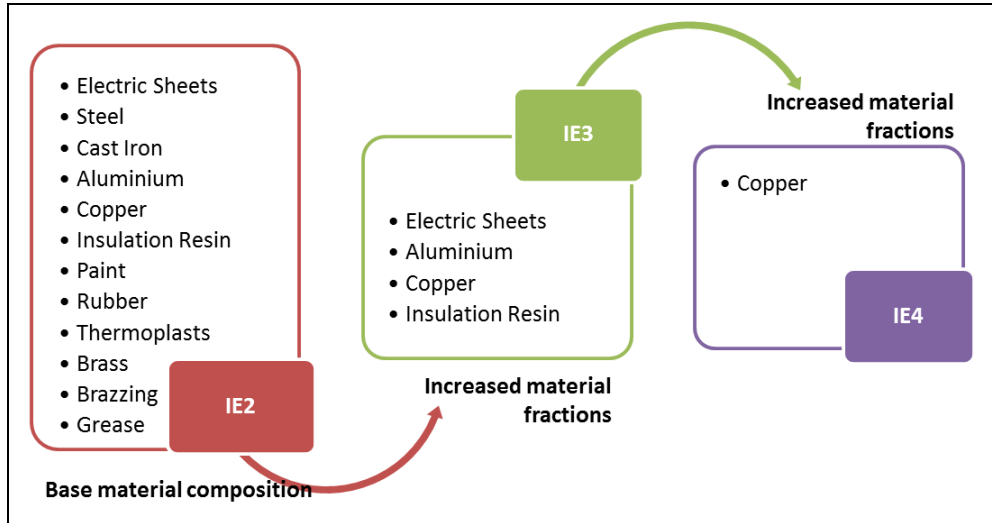 • Electric Sheets
• Steel
• Cast Iron
• Aluminium
• Copper
• Insulation Resin
• Paint
• Rubber
• Thermoplasts
• Brass
• Brazzing
• Grease
IE2
Base material composition
IE3
• Electric Sheets
• Aluminium
• Copper
• Insulation Resin
Increased material
fractions
Increased material
fractions
• Copper
IE4